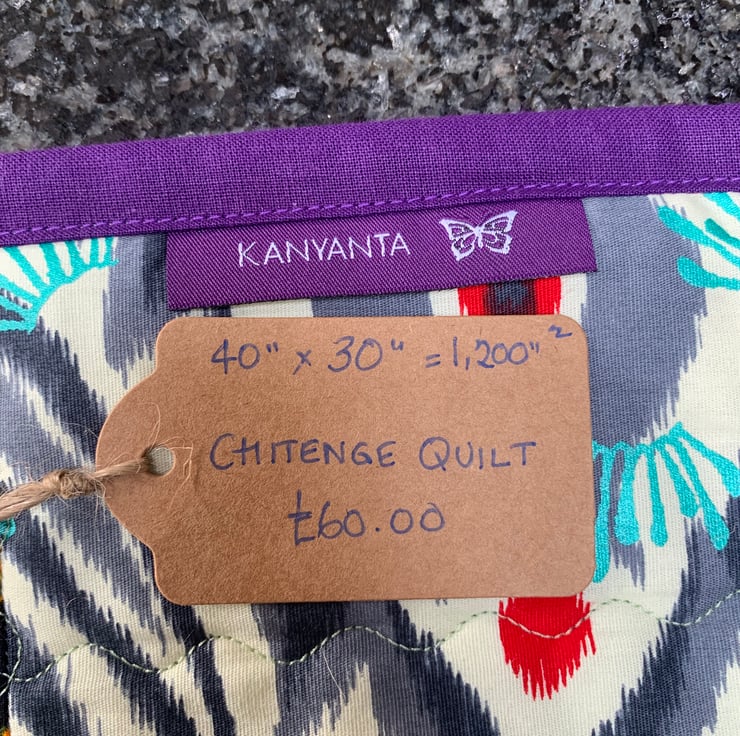 KANYANTA
40" x 30" = 1,200"²
CHITENGE QUILT
£60.00